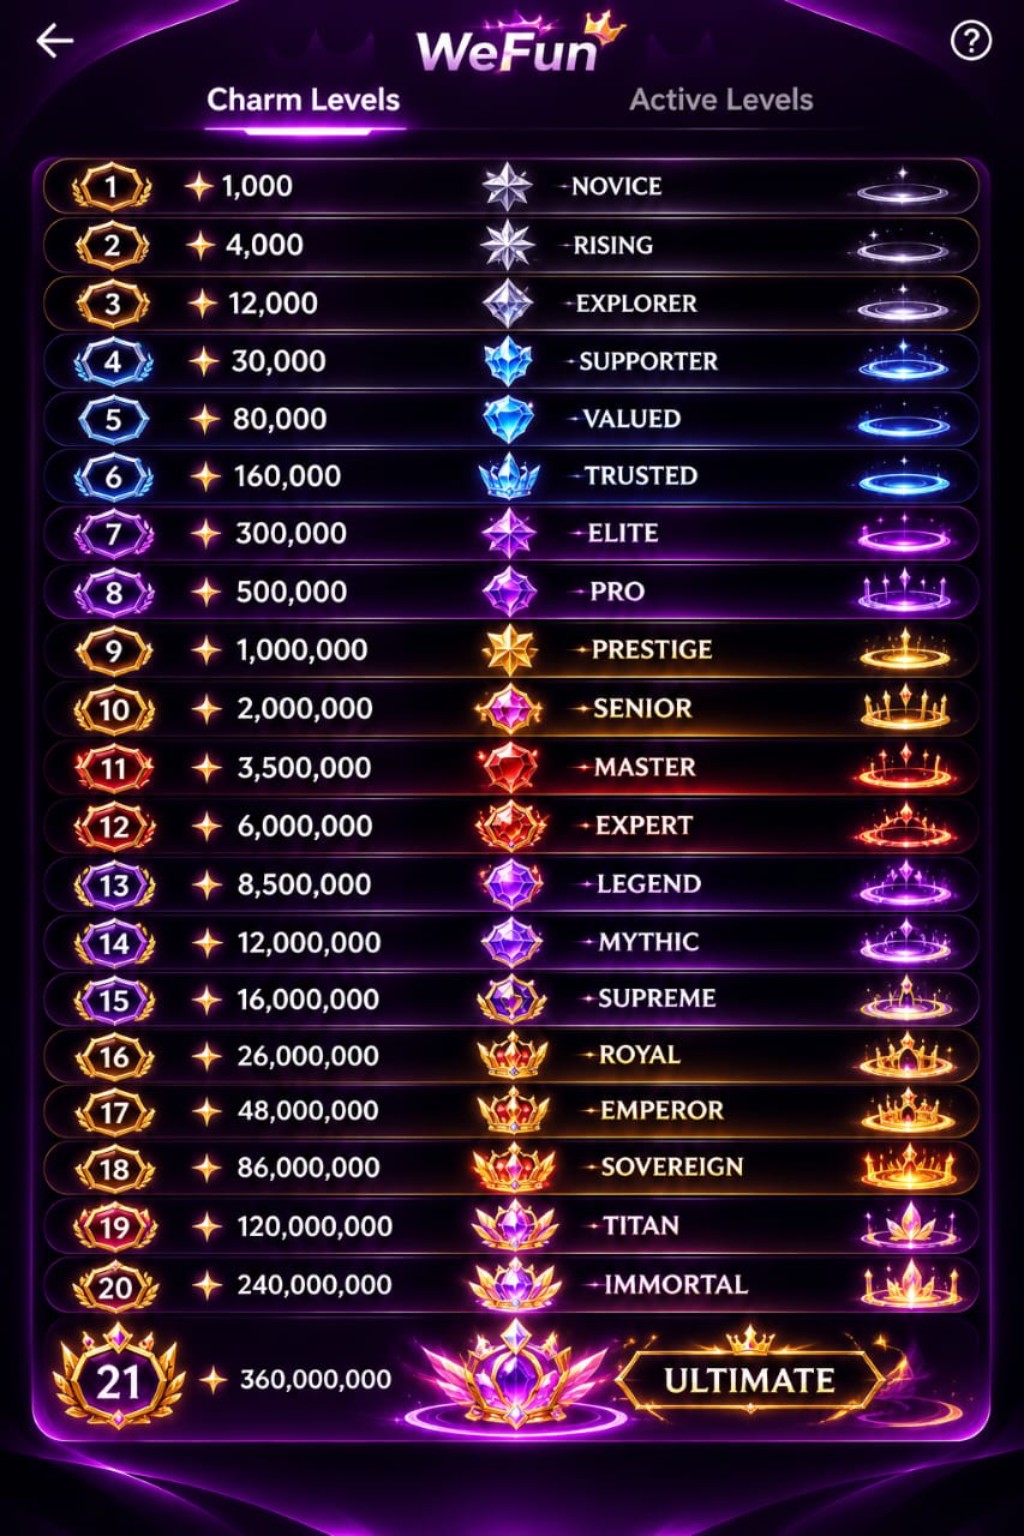 WeFun
Charm Levels Active Levels
1 1,000 NOVICE
2 4,000 RISING
3 12,000 EXPLORER
4 30,000 SUPPORTER
5 80,000 VALUED
6 160,000 TRUSTED
7 300,000 ELITE
8 500,000 PRO
9 1,000,000 PRESTIGE
10 2,000,000 SENIOR
11 3,500,000 MASTER
12 6,000,000 EXPERT
13 8,500,000 LEGEND
14 12,000,000 MYTHIC
15 16,000,000 SUPREME
16 26,000,000 ROYAL
17 48,000,000 EMPEROR
18 86,000,000 SOVEREIGN
19 120,000,000 TITAN
20 240,000,000 IMMORTAL
21 360,000,000 ULTIMATE